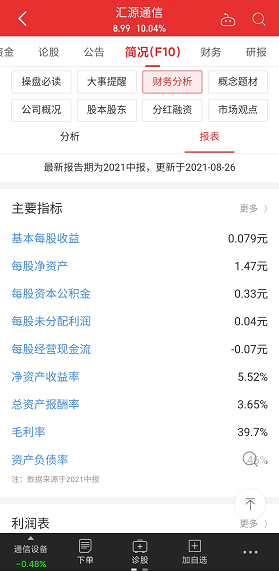 汇源通信
8.99 10.04%
资金 论股 公告 简况(F10) 财务 研报
操盘必读 大事提醒 财务分析 概念题材
公司概况 股本股东 分红融资 市场观点
分析 报表
最新报告期为2021中报，更新于2021-08-26
主要指标 更多
基本每股收益 0.079元
每股净资产 1.47元
每股资本公积金 0.33元
每股未分配利润 0.04元
每股经营现金流 -0.07元
净资产收益率 5.52%
总资产报酬率 3.65%
毛利率 39.7%
资产负债率
注：数据来源于2021中报
利润表 更多
通信设备 下单 诊股 加自选
-0.48%